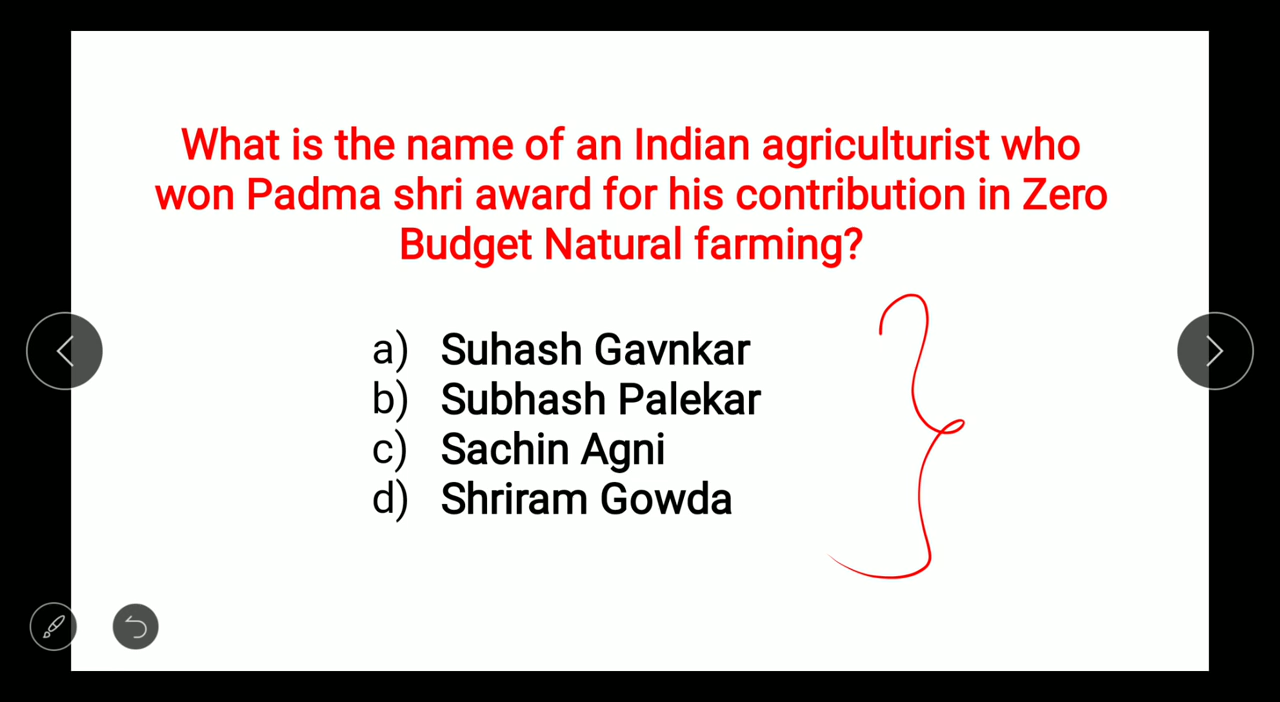 What is the name of an Indian agriculturist who
won Padma shri award for his contribution in Zero
Budget Natural farming?
a) Suhash Gavnkar
b) Subhash Palekar
c) Sachin Agni
d) Shriram Gowda